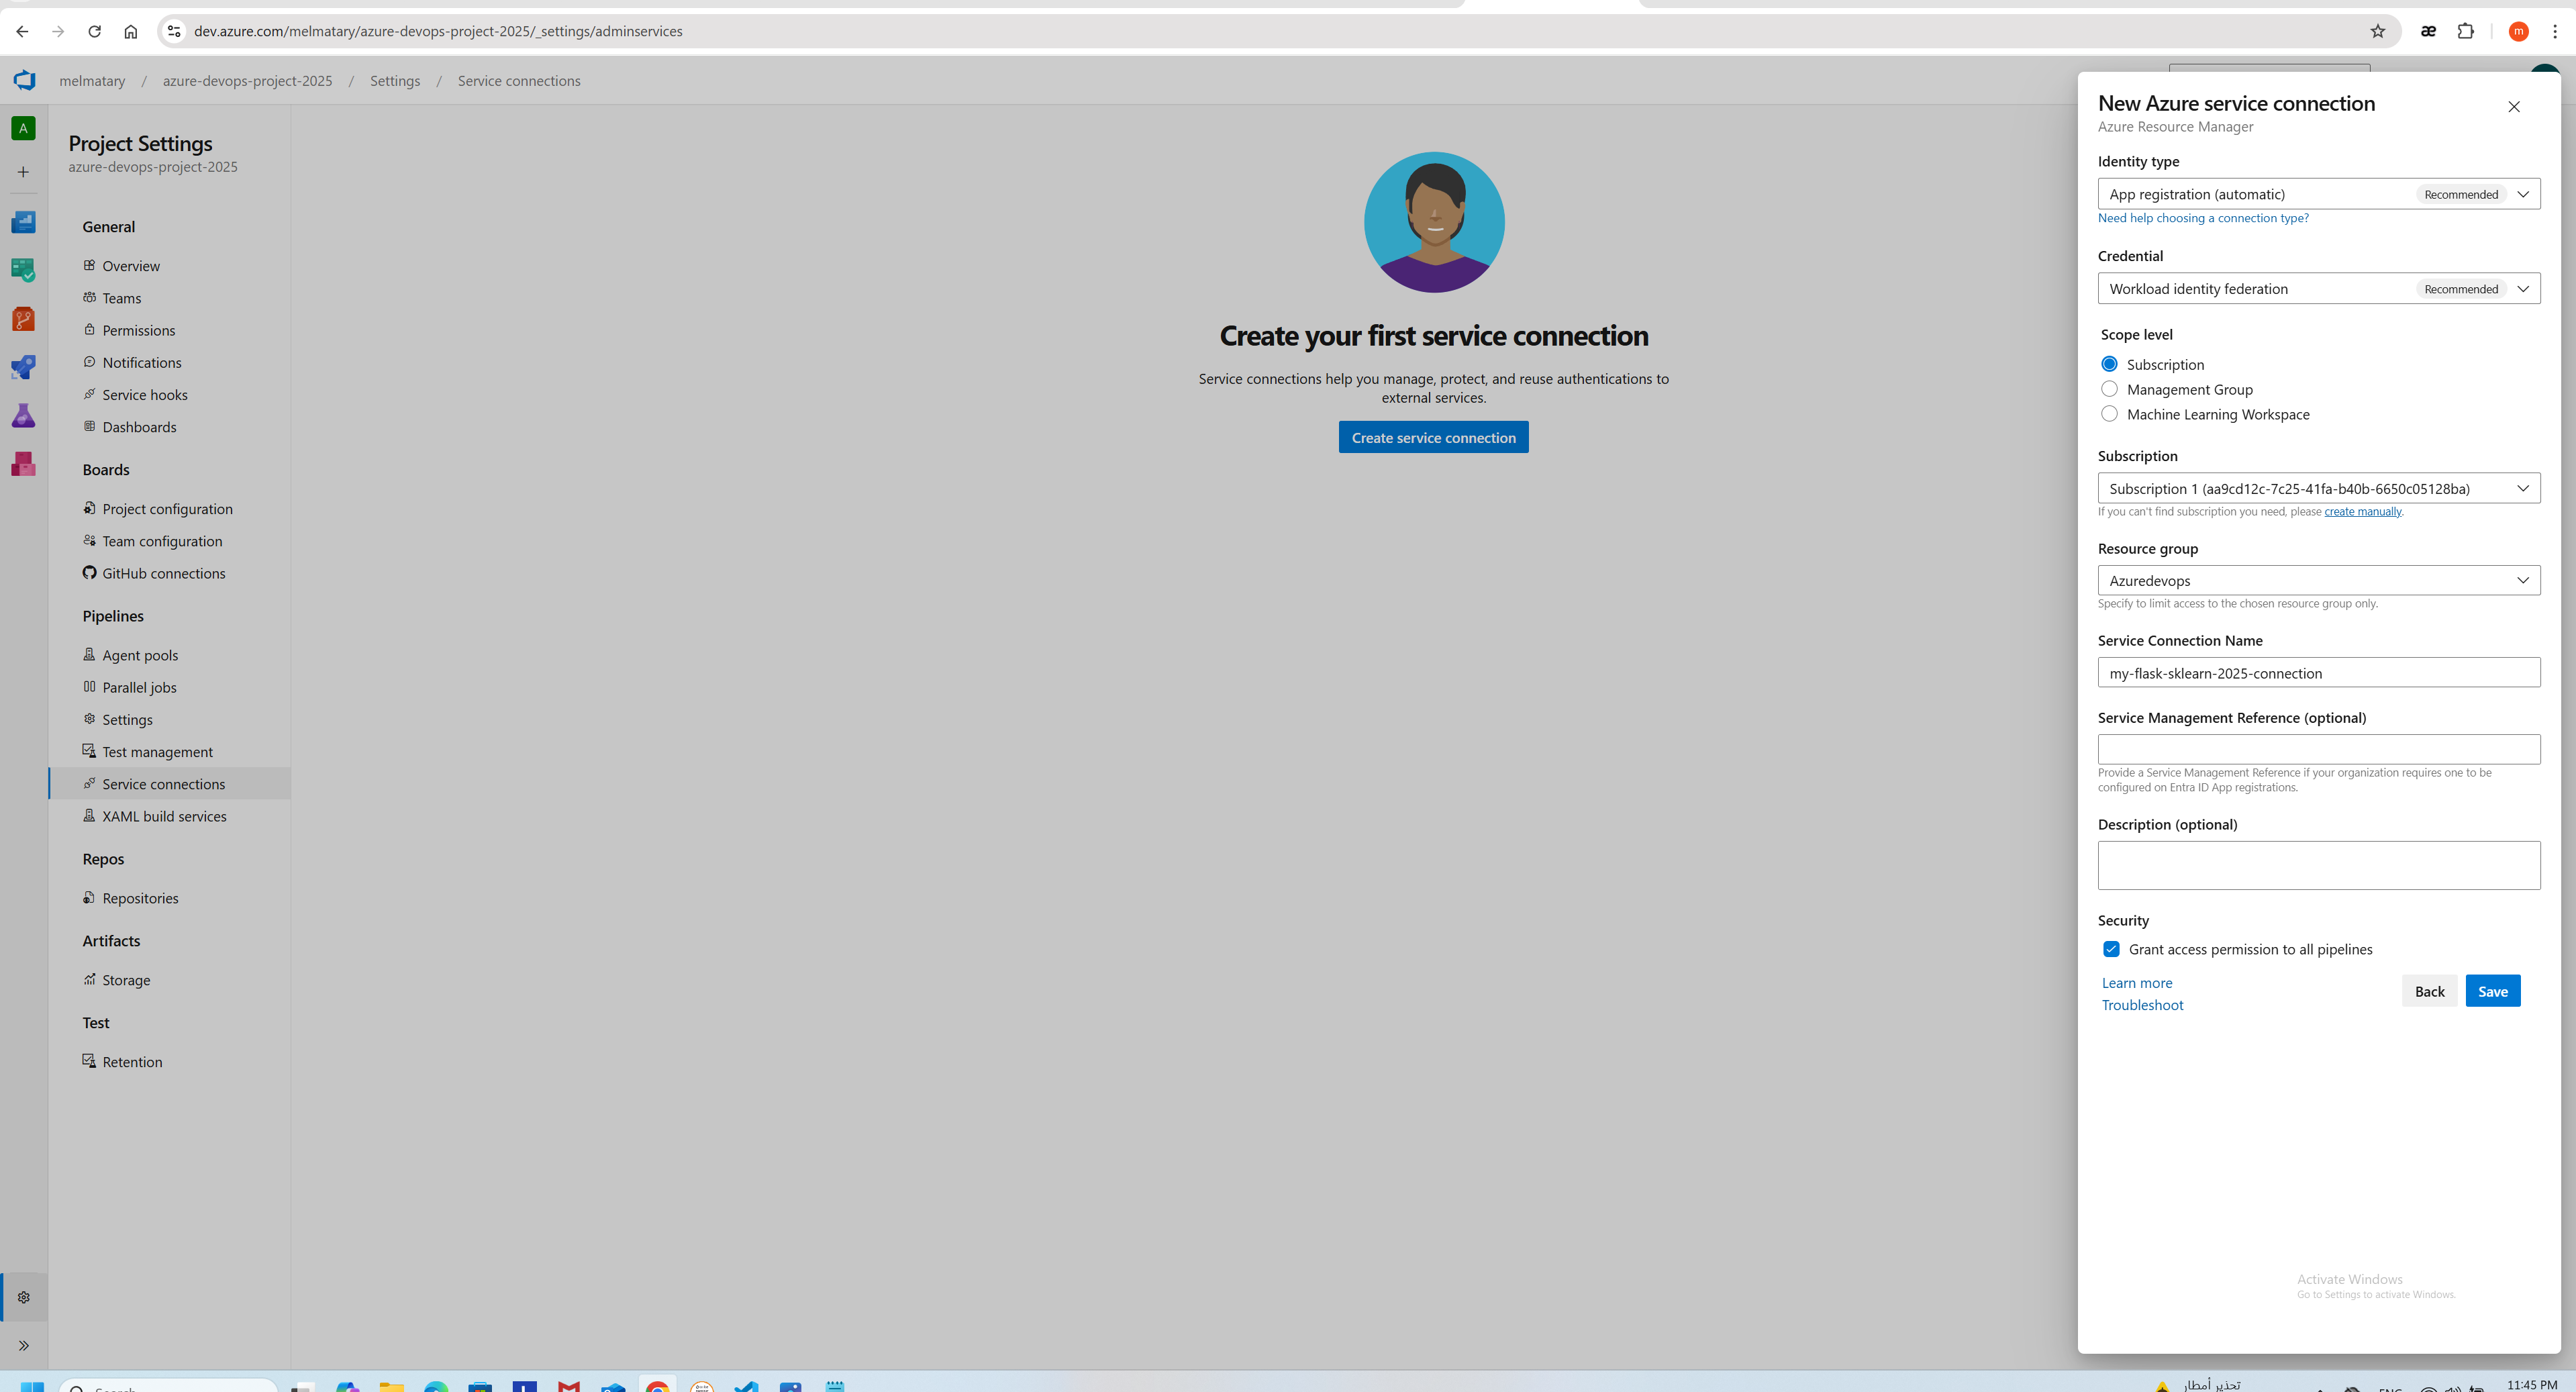 dev.azure.com/melmatary/azure-devops-project-2025/_settings/adminservices
æ
m
melmatary / azure-devops-project-2025 / Settings / Service connections
A
Project Settings
azure-devops-project-2025
General
Overview
Teams
Permissions
Notifications
Service hooks
Dashboards
Boards
Project configuration
Team configuration
GitHub connections
Pipelines
Agent pools
Parallel jobs
Settings
Test management
Service connections
XAML build services
Repos
Repositories
Artifacts
Storage
Test
Retention
Create your first service connection
Service connections help you manage, protect, and reuse authentications to
external services.
Create service connection
New Azure service connection
Azure Resource Manager
Identity type
App registration (automatic) Recommended
Need help choosing a connection type?
Credential
Workload identity federation Recommended
Scope level
Subscription
Management Group
Machine Learning Workspace
Subscription
Subscription 1 (aa9cd12c-7c25-41fa-b40b-6650c05128ba)
If you can't find subscription you need, please create manually.
Resource group
Azuredevops
Specify to limit access to the chosen resource group only.
Service Connection Name
my-flask-sklearn-2025-connection
Service Management Reference (optional)
Provide a Service Management Reference if your organization requires one to be
configured on Entra ID App registrations.
Description (optional)
Security
Grant access permission to all pipelines
Learn more
Troubleshoot
Back
Save
Activate Windows
Go to Settings to activate Windows.
Search
تحذير أمطار
ENG
11:45 PM